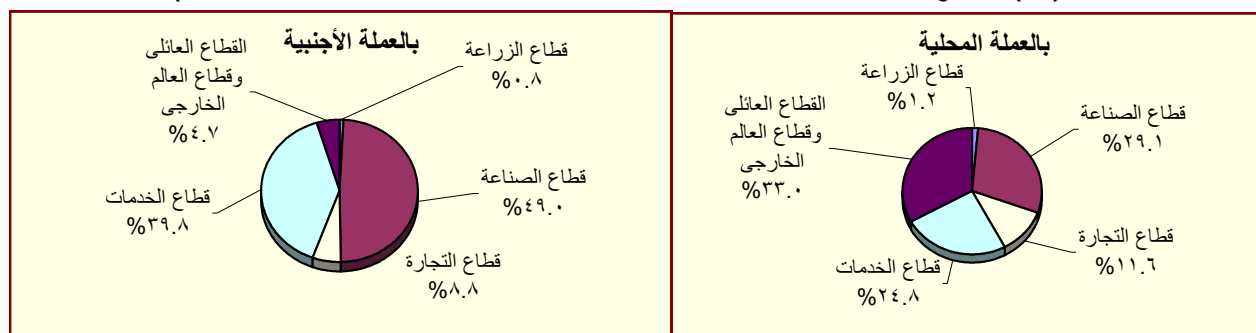 بالعملة المحلية
قطاع الزراعة
%١.٢
قطاع الصناعة
%٢٩.١
قطاع التجارة
%١١.٦
قطاع الخدمات
%٢٤.٨
القطاع العائلى
وقطاع العالم
الخارجى
%٣٣.٠
بالعملة الأجنبية
قطاع الزراعة
%٠.٨
قطاع الصناعة
%٤٩.٠
قطاع التجارة
%٨.٨
قطاع الخدمات
%٣٩.٨
القطاع العائلى
وقطاع العالم
الخارجى
%٤.٧